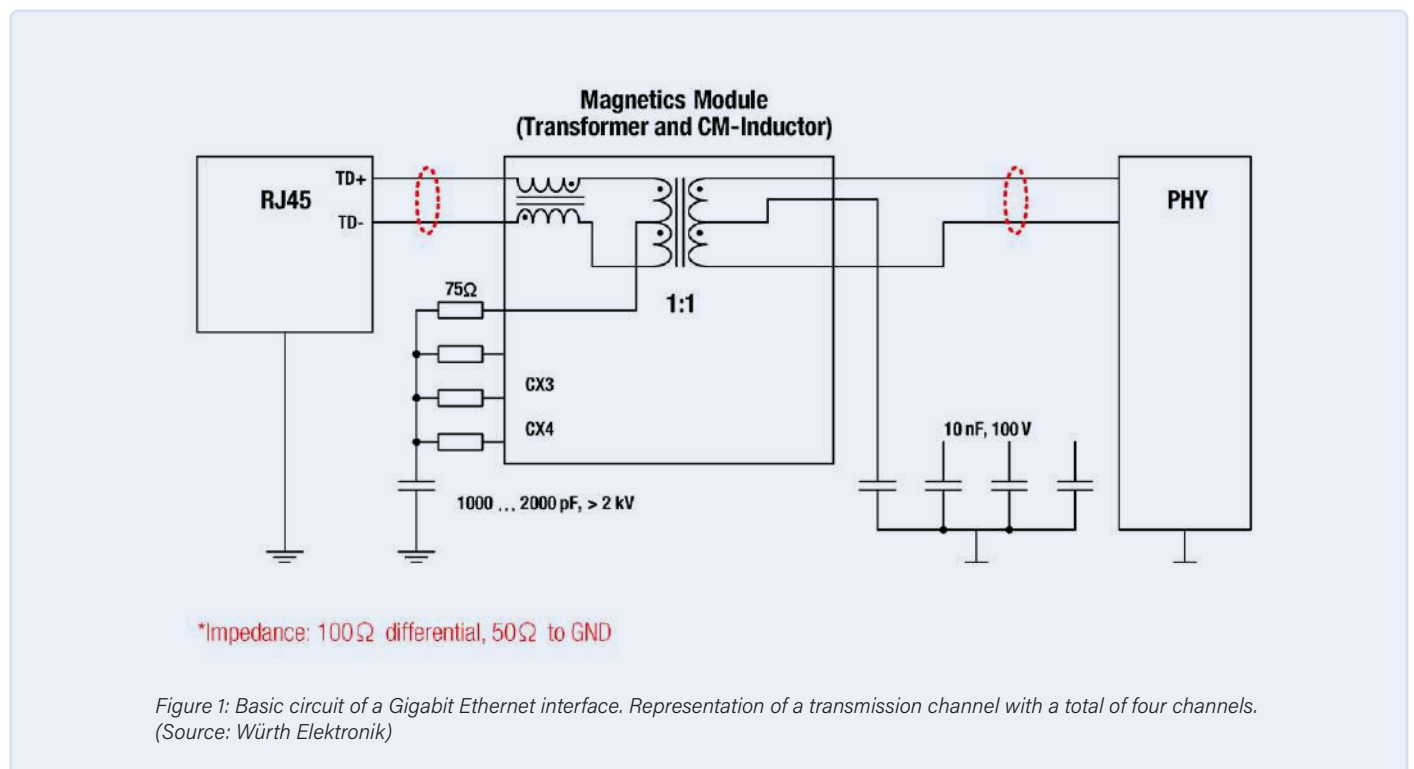 Magnetics Module
(Transformer and CM-Inductor)
RJ45
TD+
TD-
PHY
75Ω
1:1
CX3
CX4
10 nF, 100 V
1000 ... 2000 pF, > 2 kV
*Impedance: 100Ω differential, 50Ω to GND
Figure 1: Basic circuit of a Gigabit Ethernet interface. Representation of a transmission channel with a total of four channels.
(Source: Würth Elektronik)